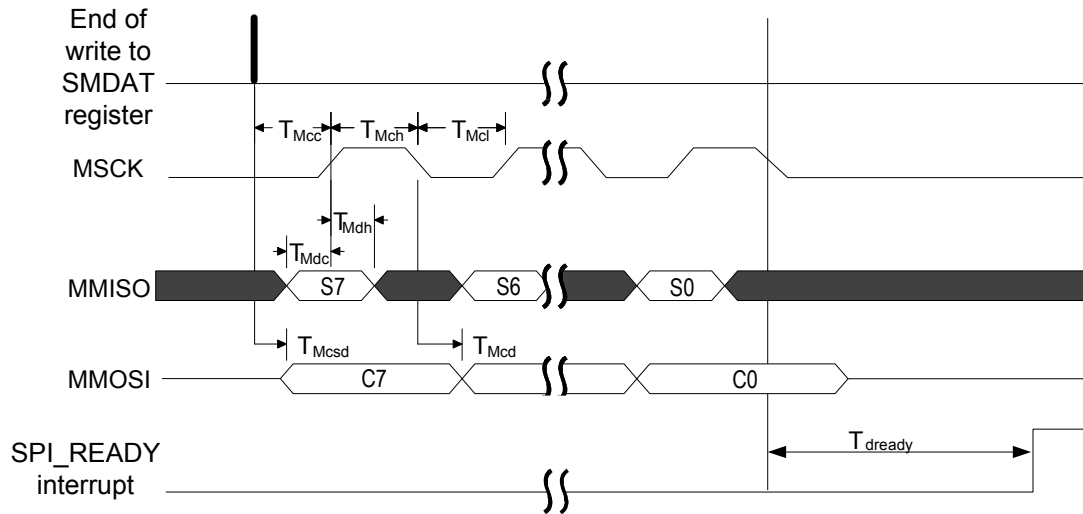 End of
write to
SMDAT
register
TMcc
TMch
TMcl
MSCK
TMdh
TMdc
MMISO
S7
S6
S0
TMcsd
TMcd
MMOSI
C7
C0
SPI_READY
interrupt
Tdready